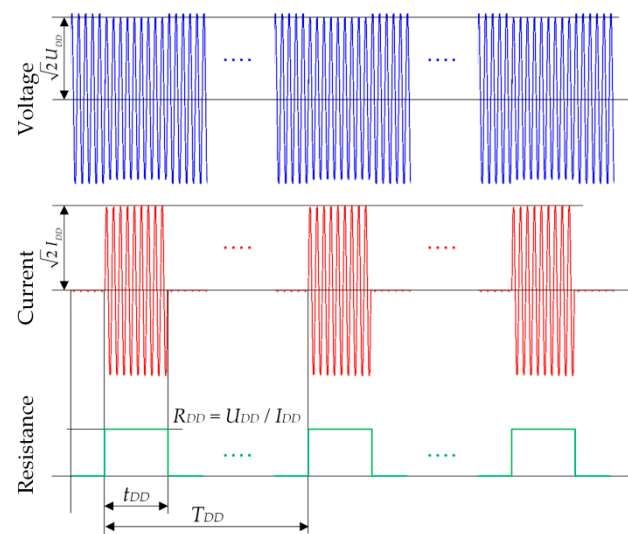 Voltage
√2 U_DD
....
....
Current
√2 I_DD
....
....
Resistance
R_DD = U_DD / I_DD
....
....
t_DD
T_DD